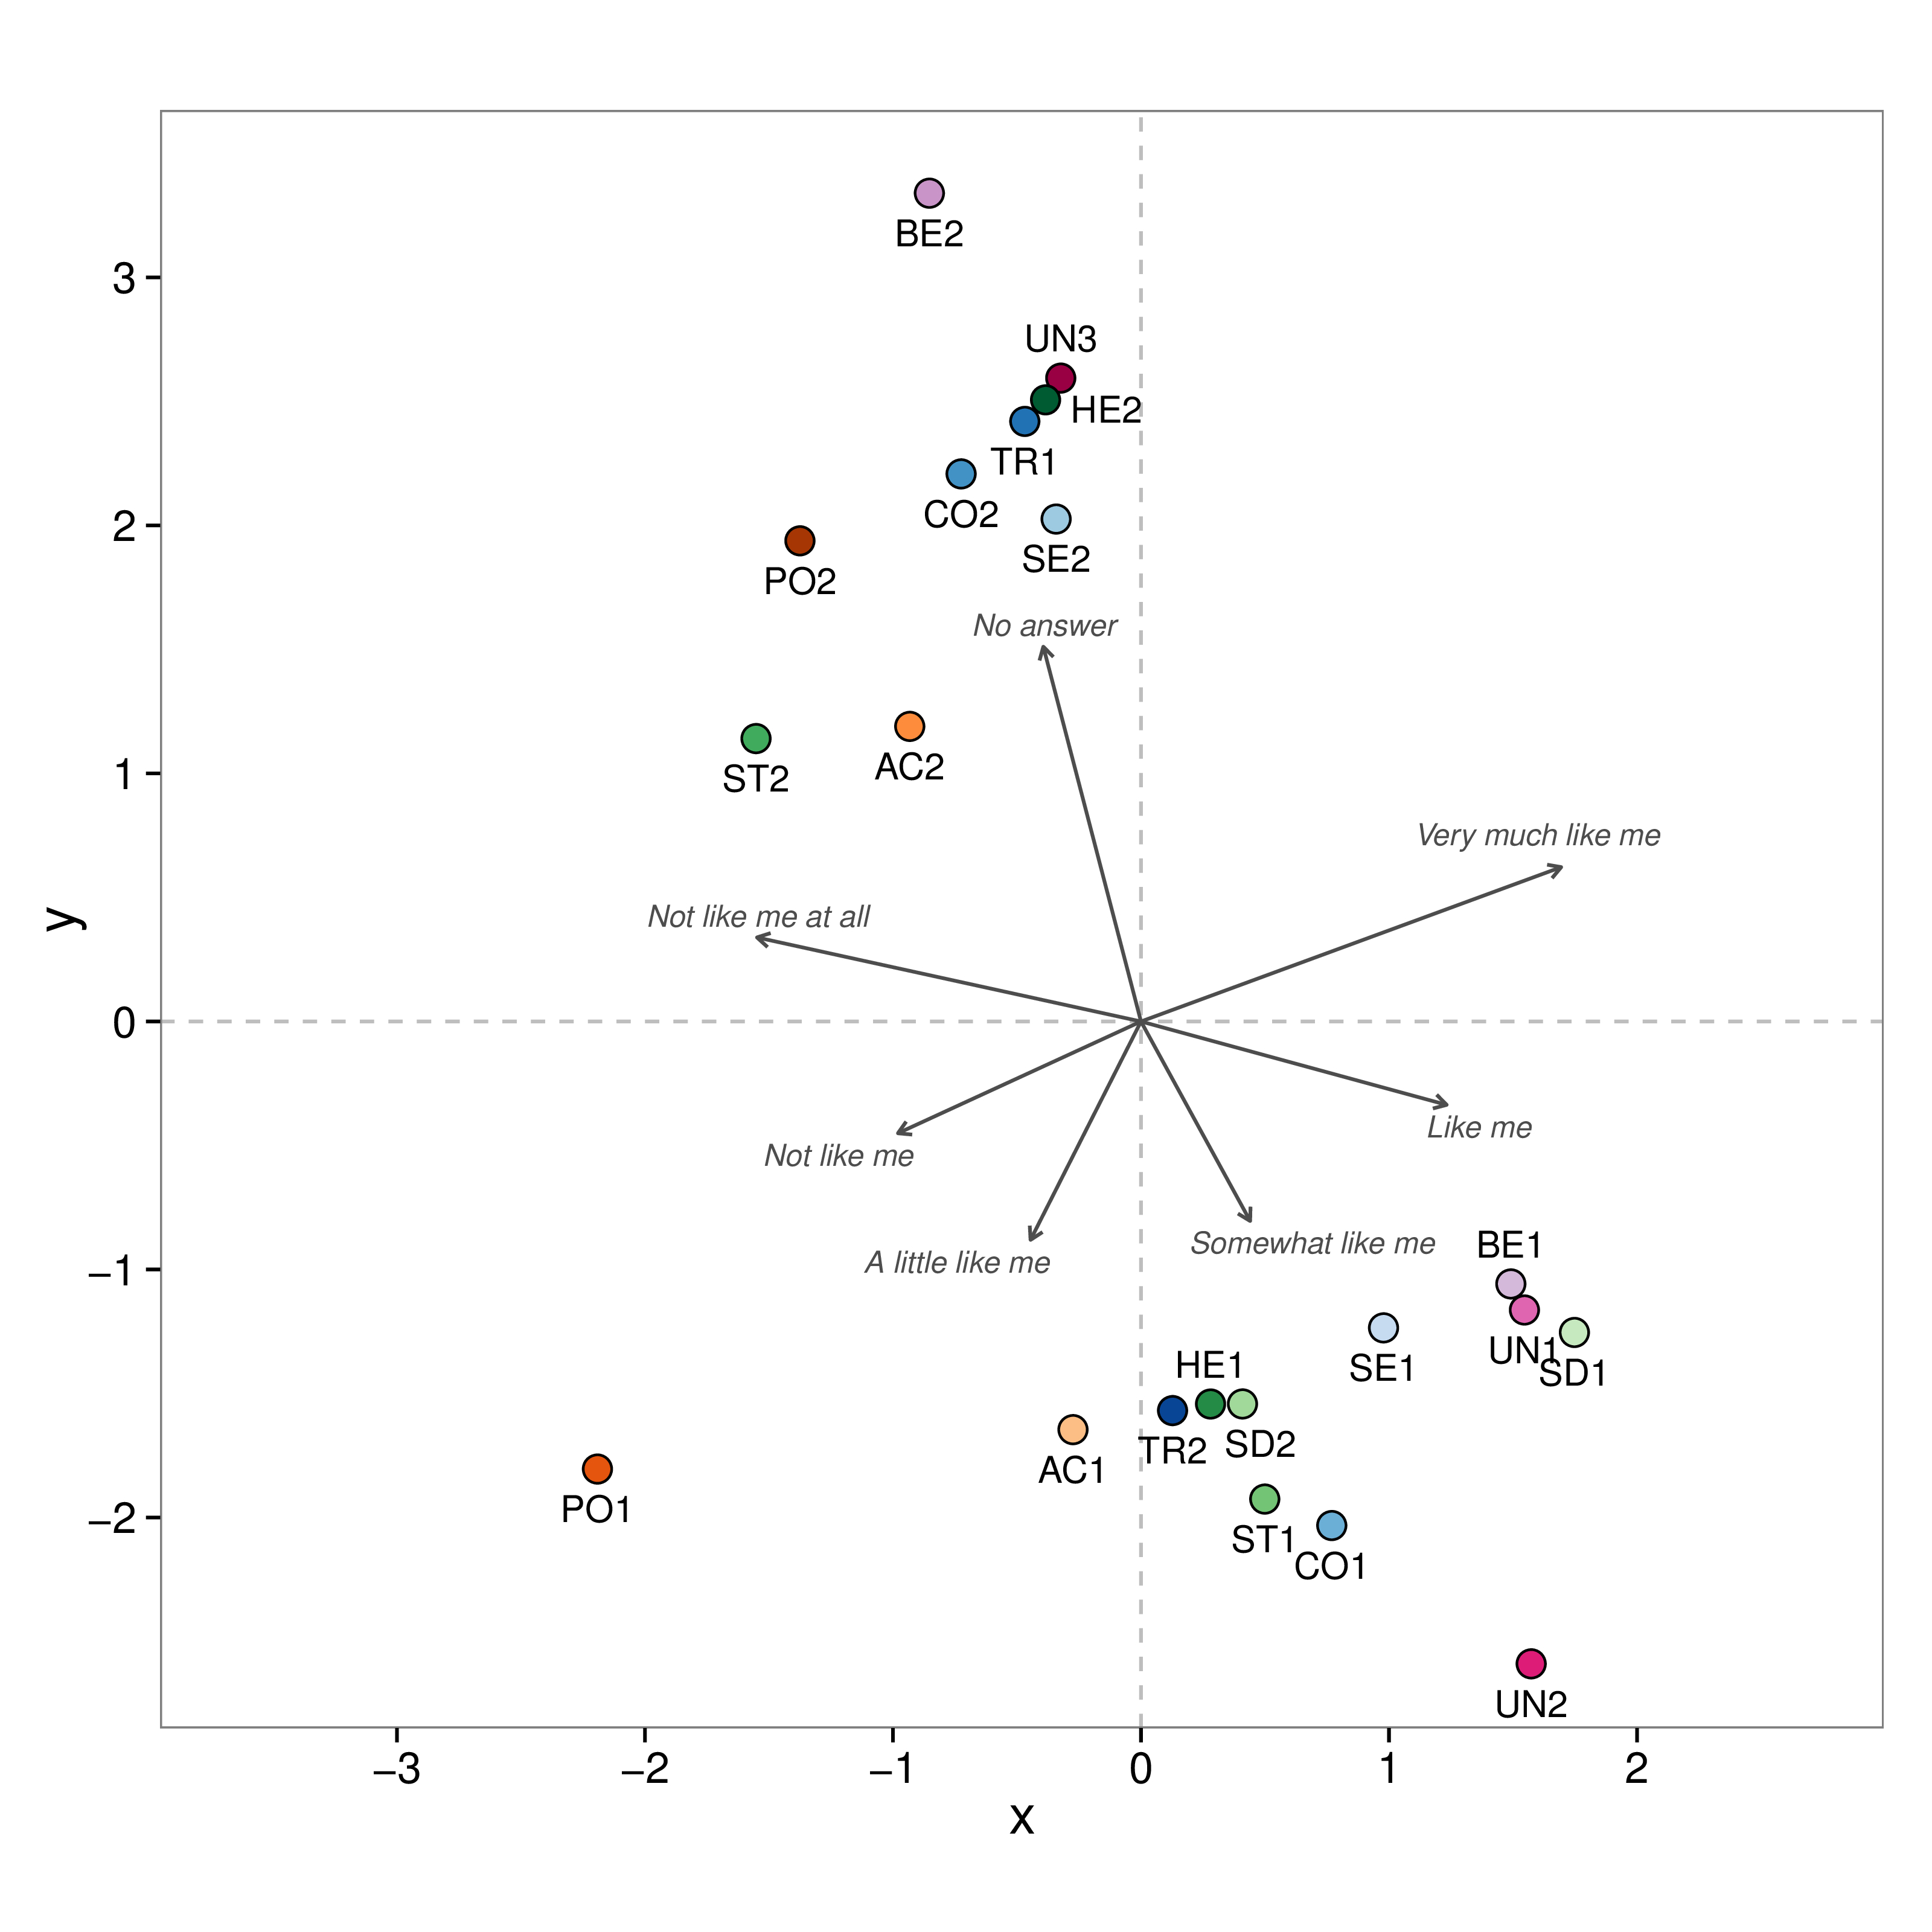 BE2
3
UN3
HE2
TR1
CO2
2
SE2
PO2
No answer
1
AC2
ST2
Very much like me
Not like me at all
y
0
Like me
Not like me
Somewhat like me
BE1
A little like me
−1
UN1
HE1
SE1
SD1
TR2
SD2
AC1
PO1
−2
ST1
CO1
UN2
−3
−2
−1
0
1
2
x